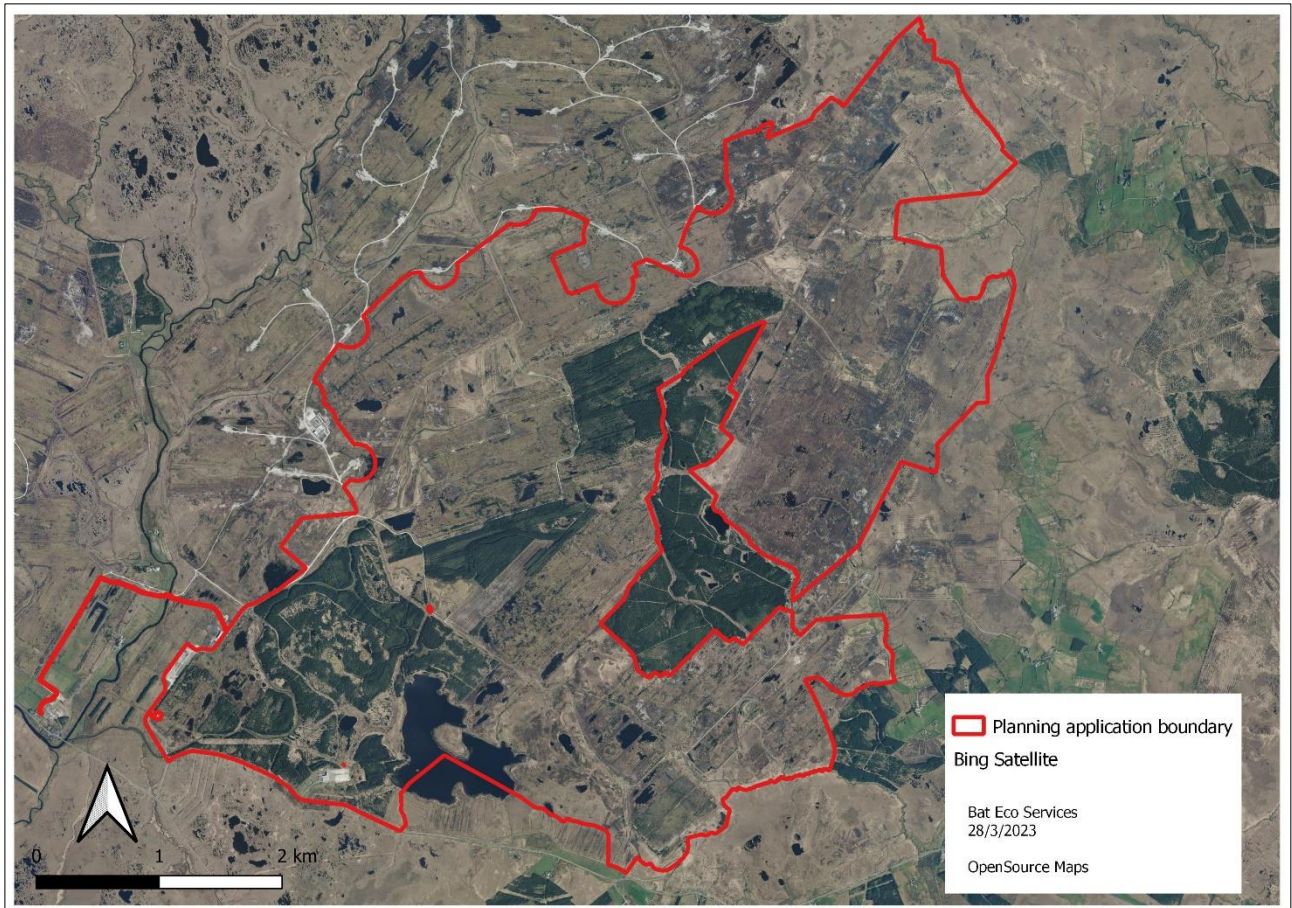 Planning application boundary
Bing Satellite
Bat Eco Services
28/3/2023
OpenSource Maps
0 1 2 km